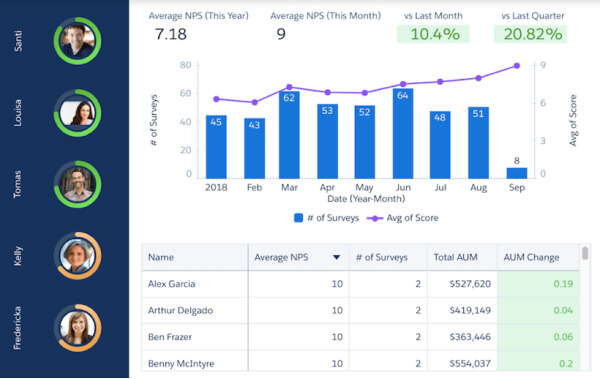 Santi
Louisa
Tomas
Kelly
Fredericka
Average NPS (This Year)
7.18
Average NPS (This Month)
9
vs Last Month
10.4%
vs Last Quarter
20.82%
# of Surveys
80
60
40
20
0
45
43
62
53
52
64
48
51
8
9
6
3
0
Avg of Score
2018 Feb Mar Apr May Jun Jul Aug Sep
Date (Year-Month)
# of Surveys Avg of Score
Name Average NPS # of Surveys Total AUM AUM Change
Alex Garcia 10 2 $527,620 0.19
Arthur Delgado 10 2 $419,149 0.04
Ben Frazer 10 2 $363,446 0.06
Benny McIntyre 10 2 $554,037 0.2